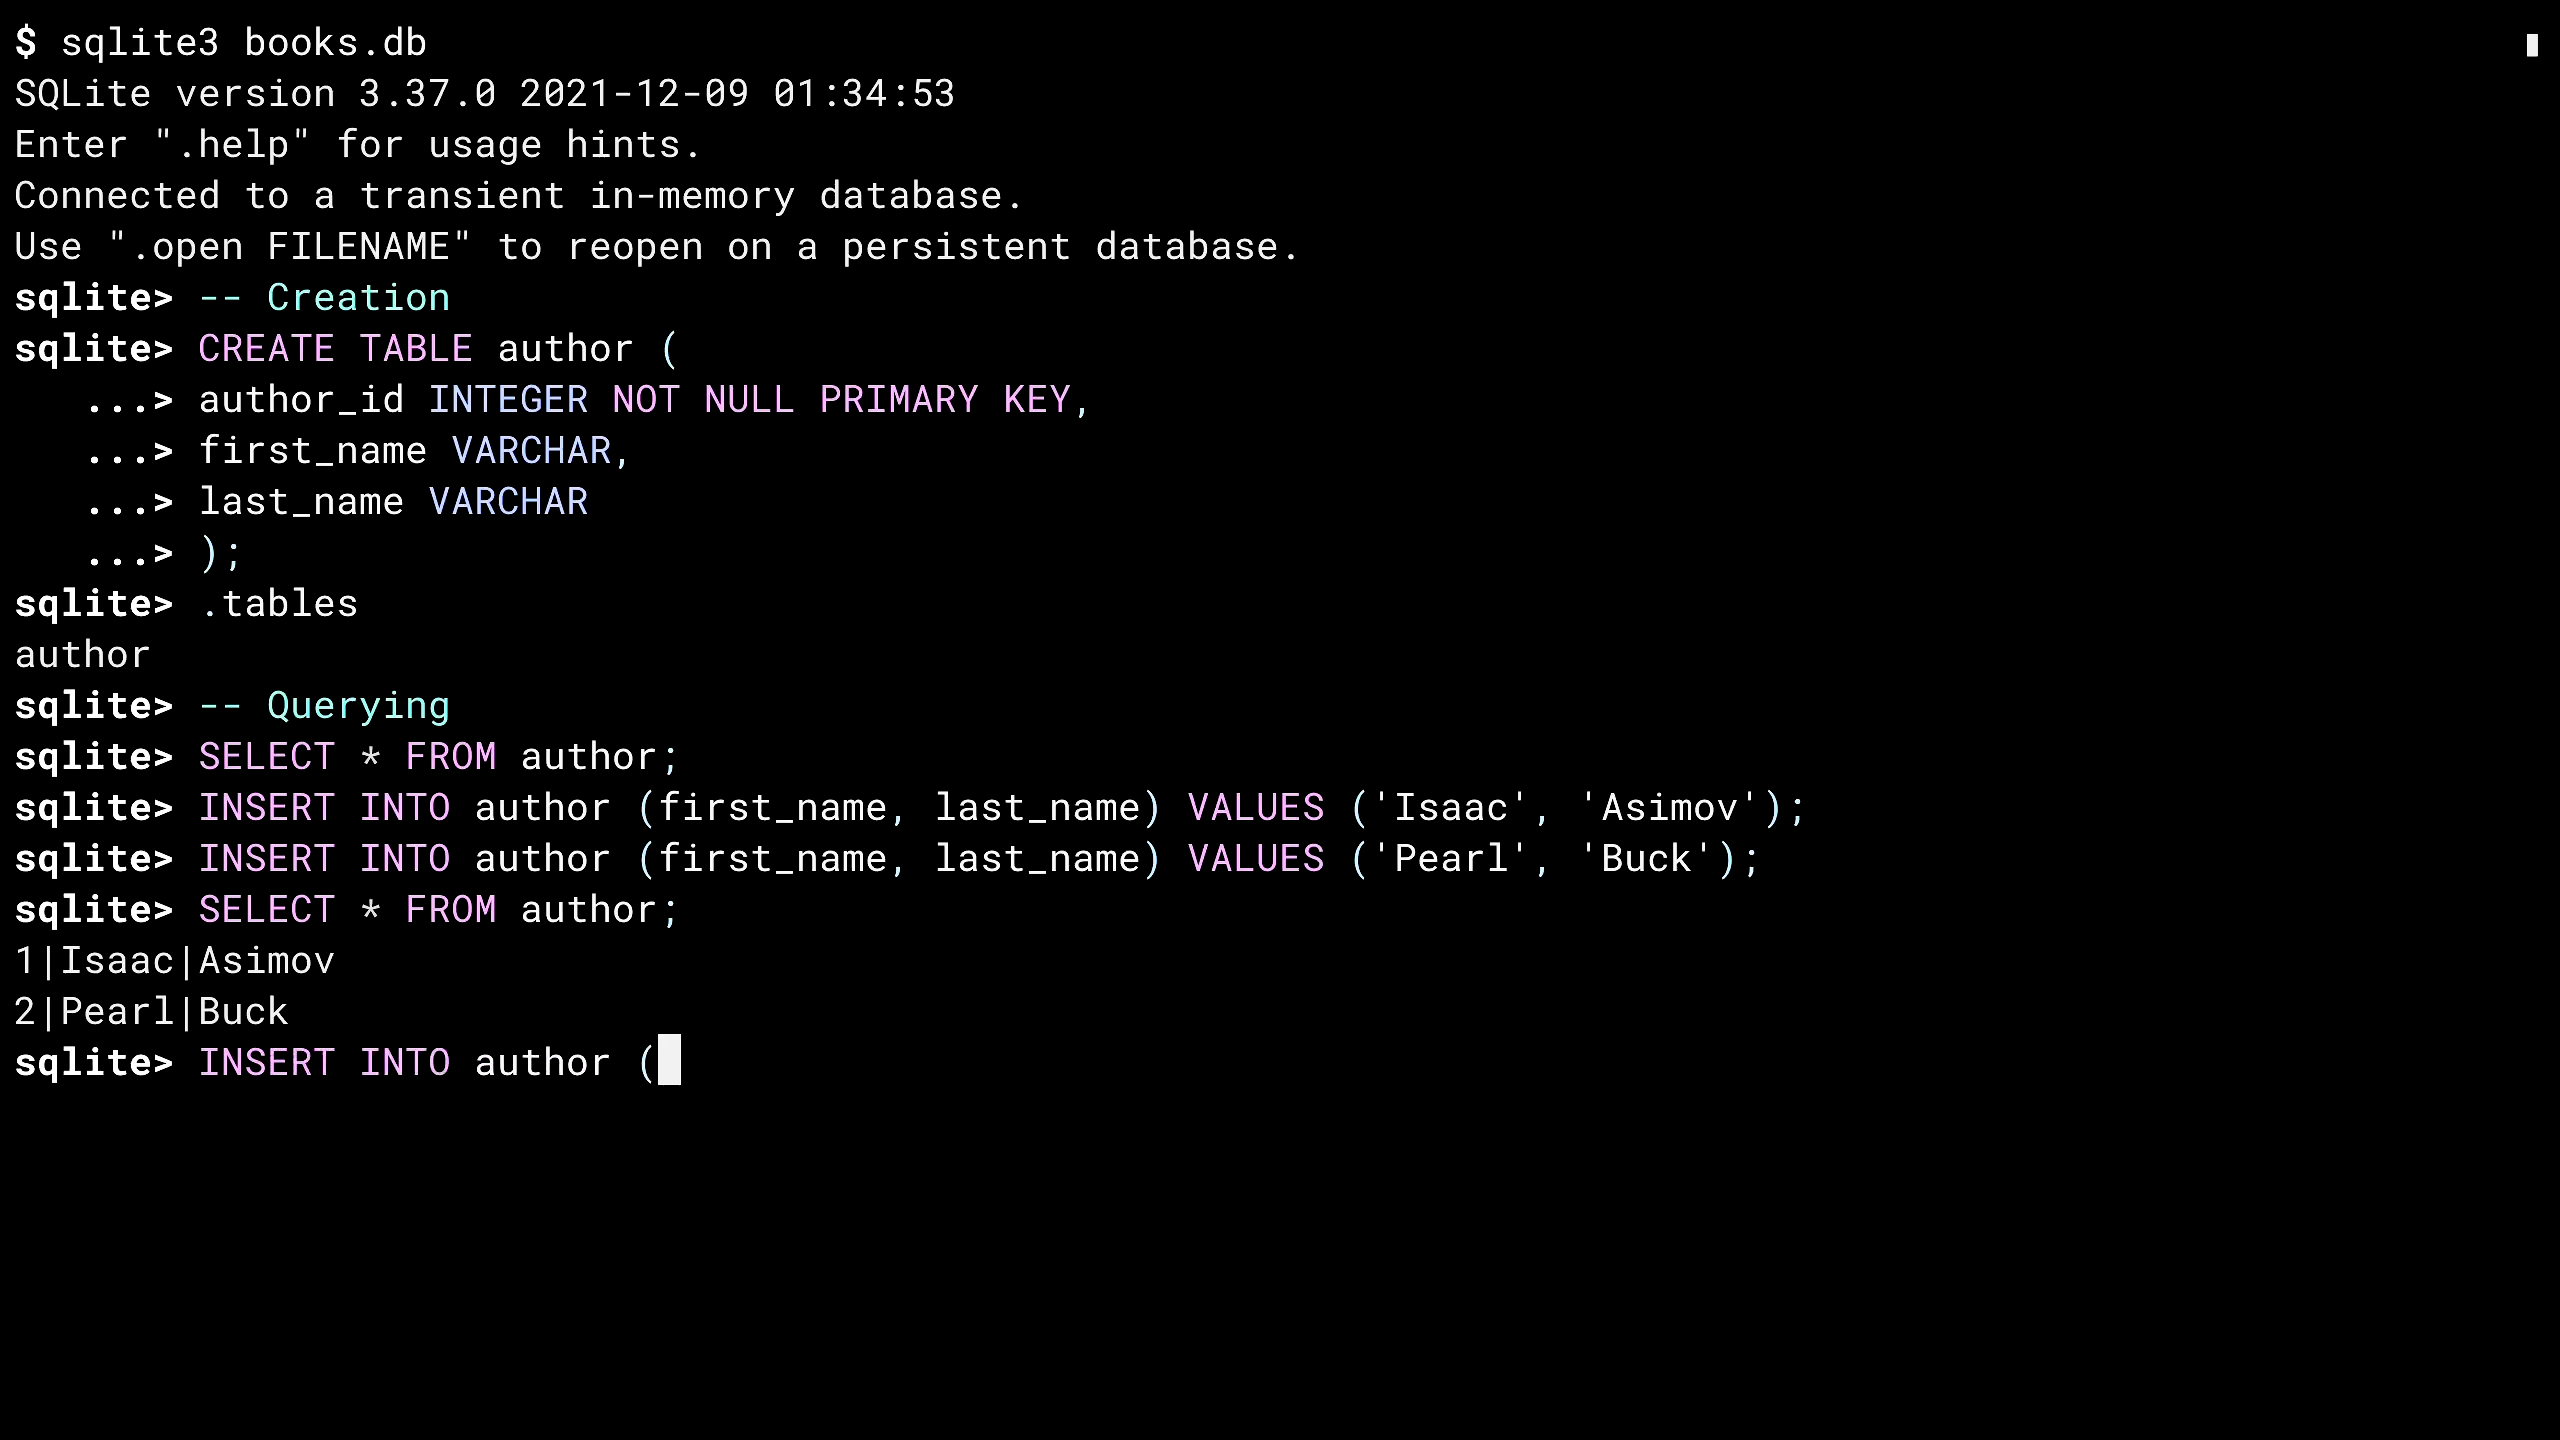 $ sqlite3 books.db
SQLite version 3.37.0 2021-12-09 01:34:53
Enter ".help" for usage hints.
Connected to a transient in-memory database.
Use ".open FILENAME" to reopen on a persistent database.
sqlite> -- Creation
sqlite> CREATE TABLE author (
   ...> author_id INTEGER NOT NULL PRIMARY KEY,
   ...> first_name VARCHAR,
   ...> last_name VARCHAR
   ...> );
sqlite> .tables
author
sqlite> -- Querying
sqlite> SELECT * FROM author;
sqlite> INSERT INTO author (first_name, last_name) VALUES ('Isaac', 'Asimov');
sqlite> INSERT INTO author (first_name, last_name) VALUES ('Pearl', 'Buck');
sqlite> SELECT * FROM author;
1|Isaac|Asimov
2|Pearl|Buck
sqlite> INSERT INTO author (